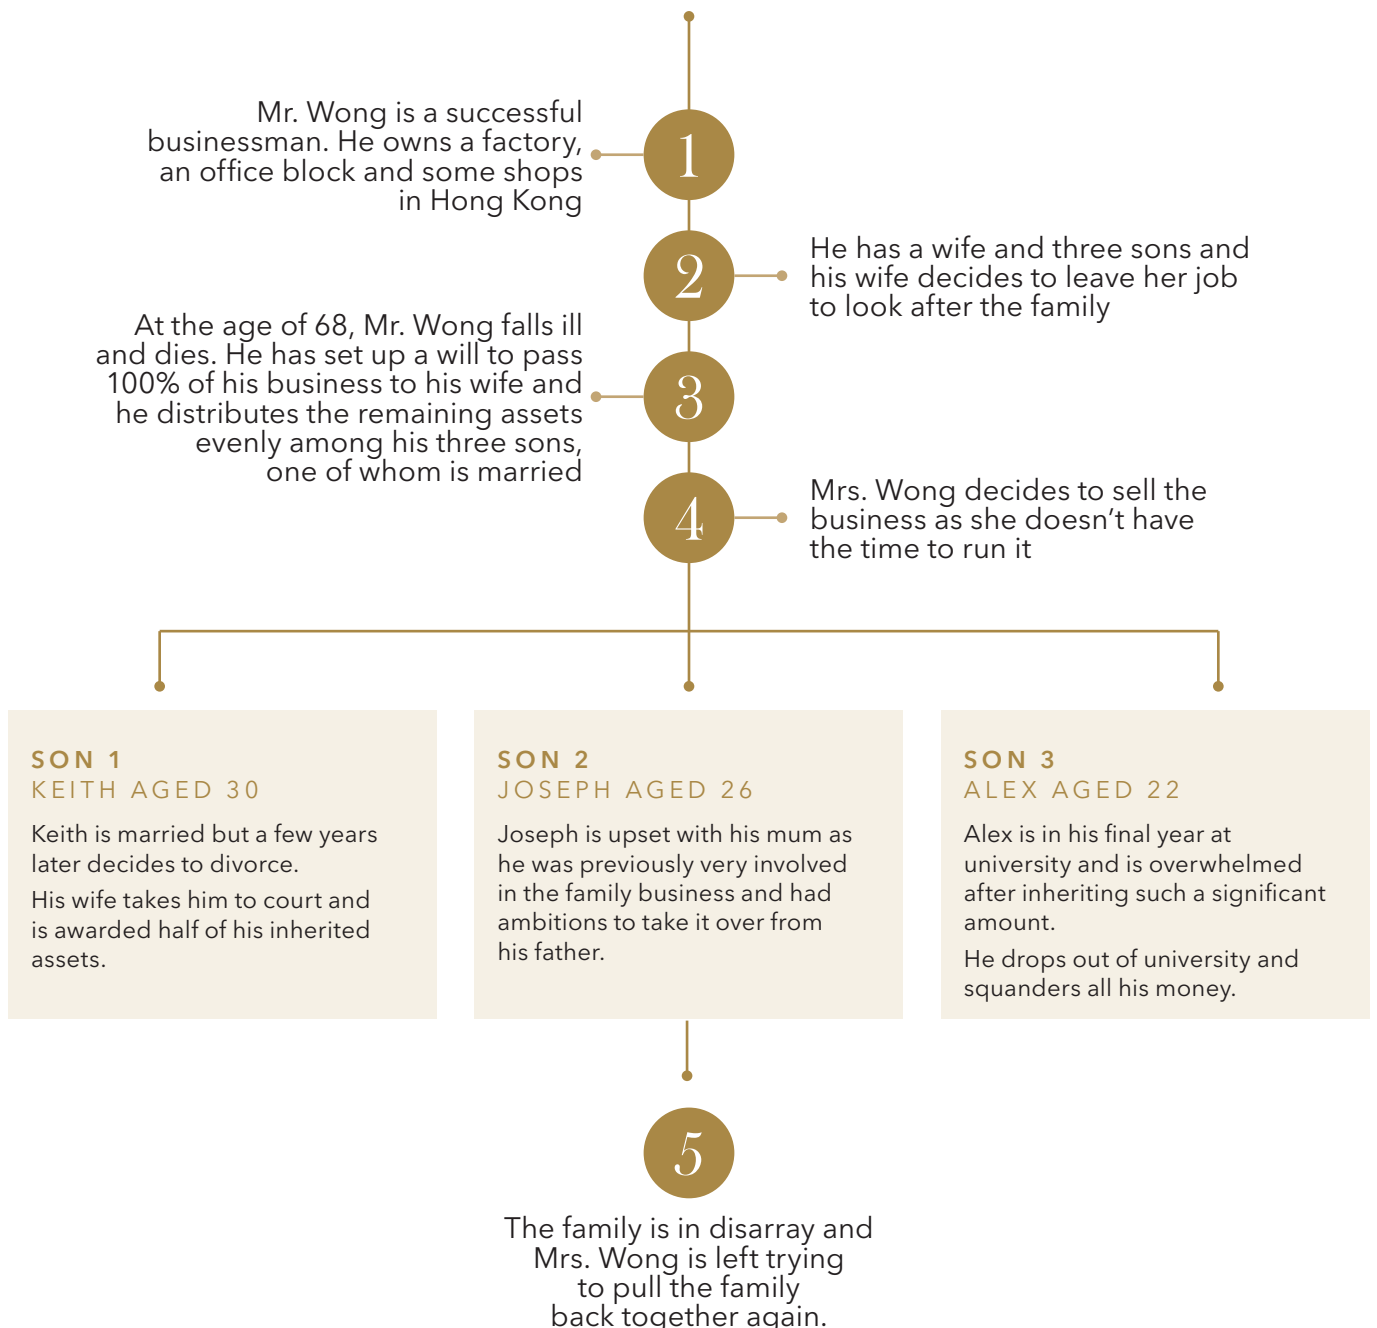 Mr. Wong is a successful
businessman. He owns a factory,
an office block and some shops
in Hong Kong
1
2
He has a wife and three sons and
his wife decides to leave her job
to look after the family
At the age of 68, Mr. Wong falls ill
and dies. He has set up a will to pass
100% of his business to his wife and
he distributes the remaining assets
evenly among his three sons,
one of whom is married
3
4
Mrs. Wong decides to sell the
business as she doesn’t have
the time to run it
SON 1
KEITH AGED 30
Keith is married but a few years
later decides to divorce.
His wife takes him to court and
is awarded half of his inherited
assets.
SON 2
JOSEPH AGED 26
Joseph is upset with his mum as
he was previously very involved
in the family business and had
ambitions to take it over from
his father.
SON 3
ALEX AGED 22
Alex is in his final year at
university and is overwhelmed
after inheriting such a significant
amount.
He drops out of university and
squanders all his money.
5
The family is in disarray and
Mrs. Wong is left trying
to pull the family
back together again.